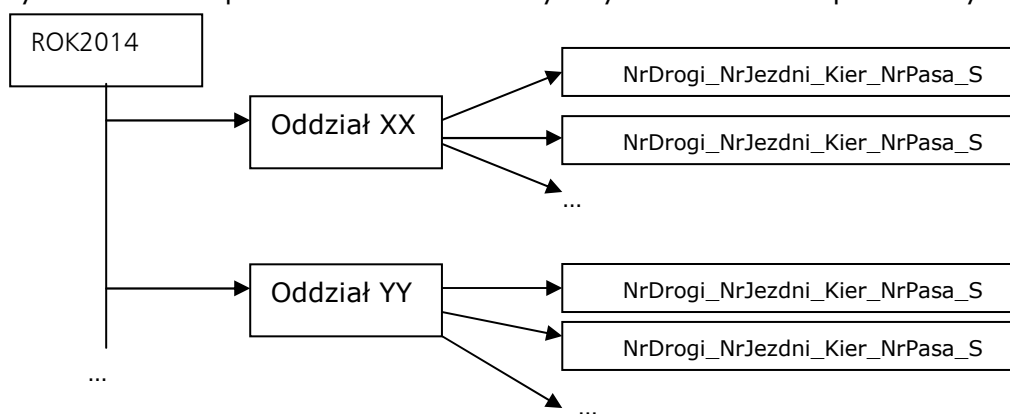 ROK2014
Oddział XX
NrDrogi_NrJezdni_Kier_NrPasa_S
NrDrogi_NrJezdni_Kier_NrPasa_S
...
Oddział YY
NrDrogi_NrJezdni_Kier_NrPasa_S
NrDrogi_NrJezdni_Kier_NrPasa_S
...
...